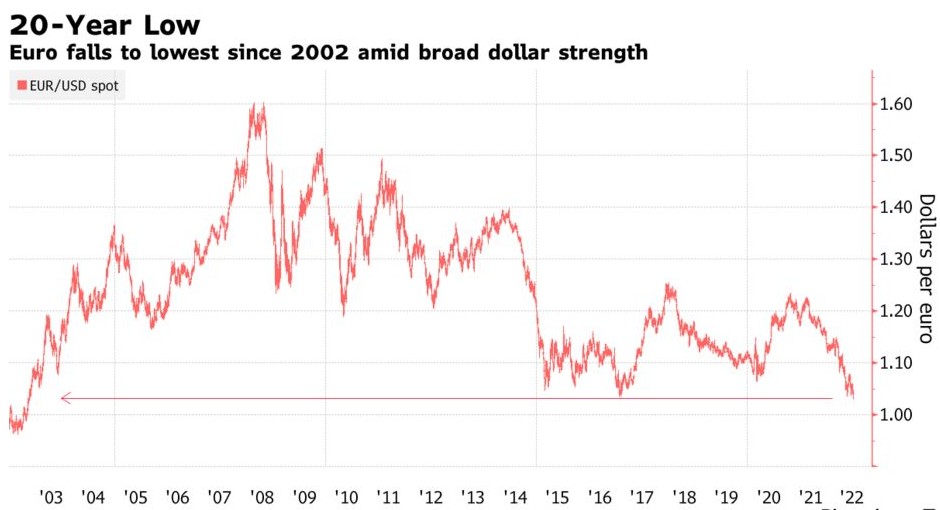 20-Year Low
Euro falls to lowest since 2002 amid broad dollar strength
EUR/USD spot
1.60
1.50
1.40
1.30
1.20
1.10
1.00
Dollars per euro
'03 '04 '05 '06 '07 '08 '09 '10 '11 '12 '13 '14 '15 '16 '17 '18 '19 '20 '21 '22